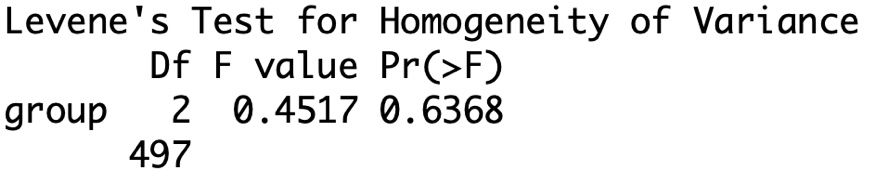 Levene's Test for Homogeneity of Variance
       Df F value Pr(>F)
group   2  0.4517 0.6368
      497